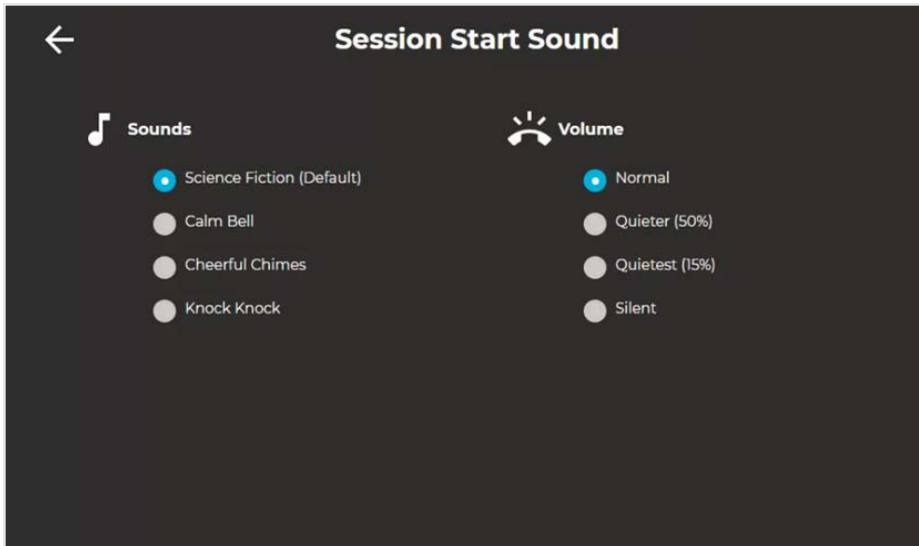 Session Start Sound
Sounds
Science Fiction (Default)
Calm Bell
Cheerful Chimes
Knock Knock
Volume
Normal
Quieter (50%)
Quietest (15%)
Silent